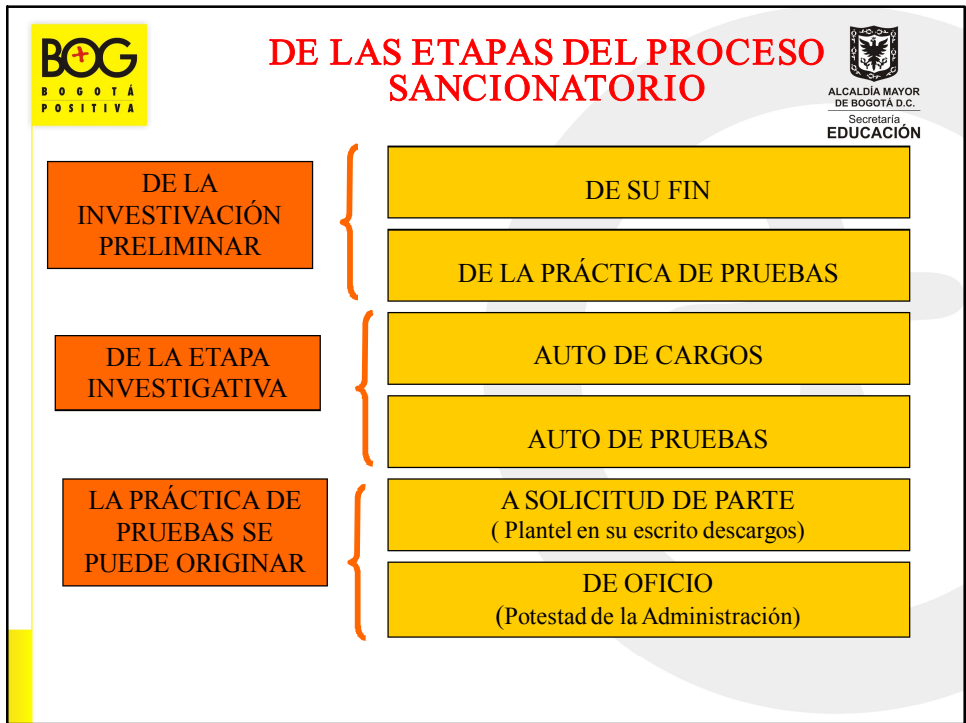 BOG
BOGOTÁ
POSITIVA
DE LAS ETAPAS DEL PROCESO
SANCIONATORIO
ALCALDÍA MAYOR
DE BOGOTÁ D.C.
Secretaría
EDUCACIÓN
DE LA
INVESTIVACIÓN
PRELIMINAR
DE SU FIN
DE LA PRÁCTICA DE PRUEBAS
DE LA ETAPA
INVESTIGATIVA
AUTO DE CARGOS
AUTO DE PRUEBAS
LA PRÁCTICA DE
PRUEBAS SE
PUEDE ORIGINAR
A SOLICITUD DE PARTE
( Plantel en su escrito descargos)
DE OFICIO
(Potestad de la Administración)